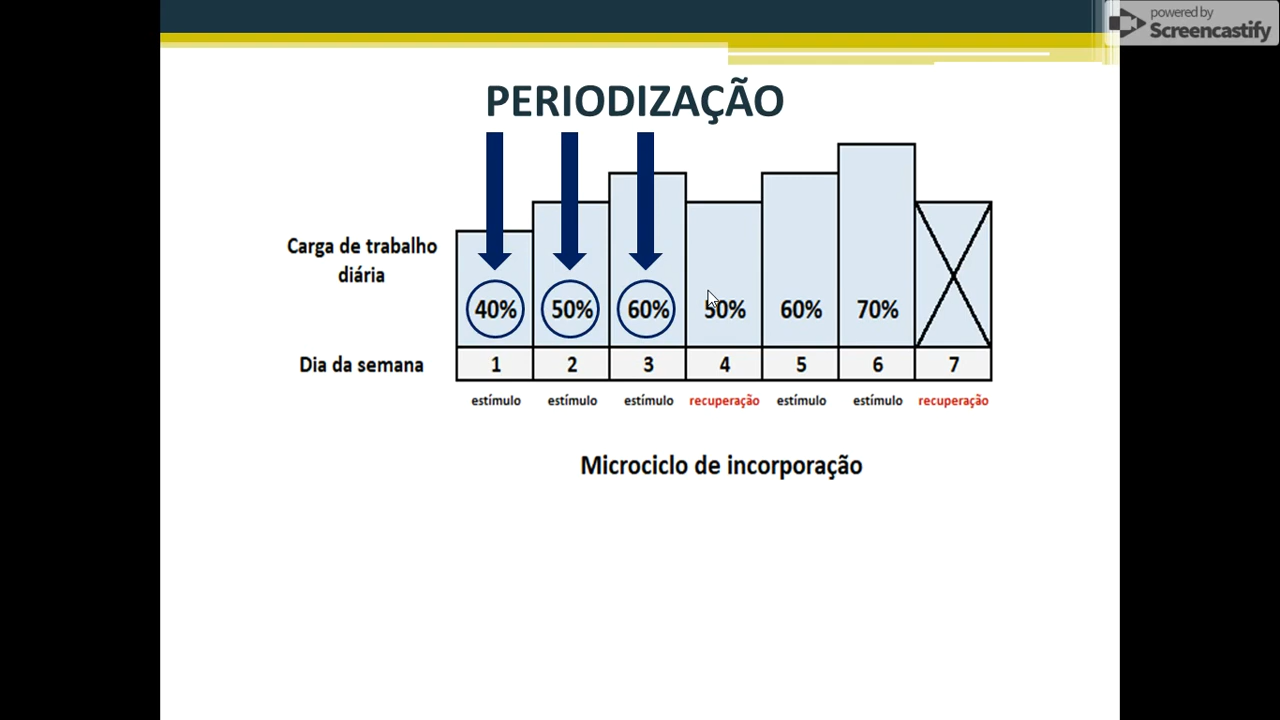 powered by
Screencastify
PERIODIZAÇÃO
Carga de trabalho
diária
40% 50% 60% 50% 60% 70%
Dia da semana 1 2 3 4 5 6 7
estímulo estímulo estímulo recuperação estímulo estímulo recuperação
Microciclo de incorporação